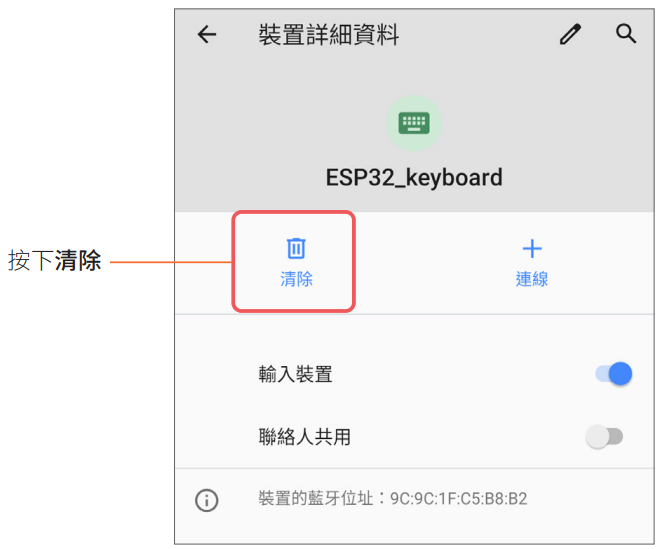 裝置詳細資料
ESP32_keyboard
按下清除
清除
連線
輸入裝置
聯絡人共用
裝置的藍牙位址：9C:9C:1F:C5:B8:B2